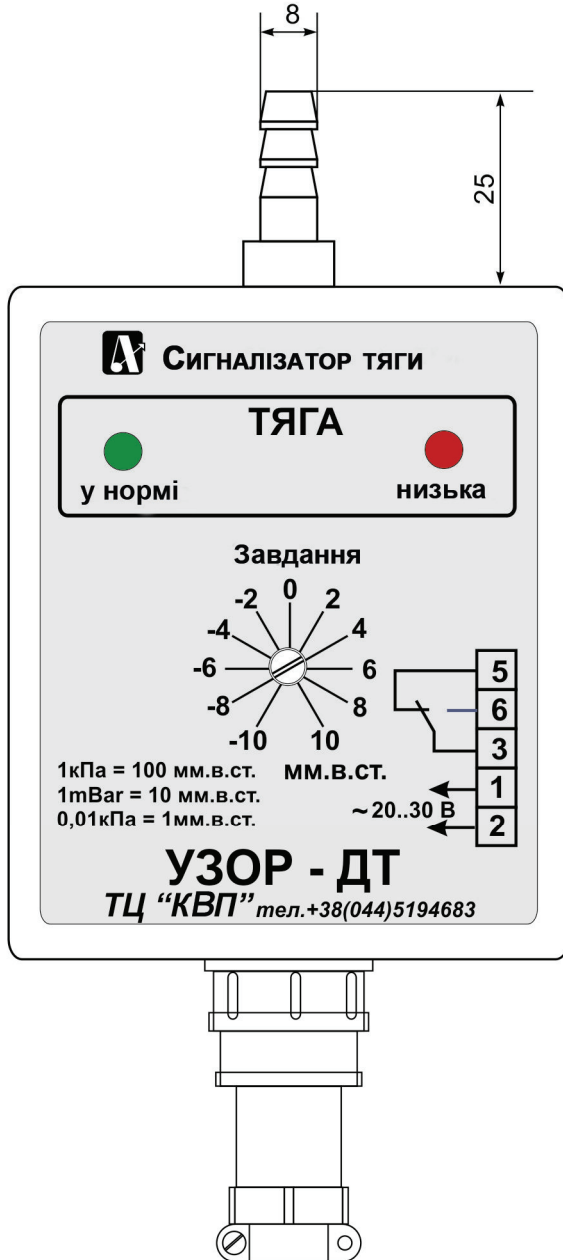 8
25
Сигналізатор тяги
ТЯГА
у нормі
низька
Завдання
0
-2 2
-4 4
-6 6
-8 8
-10 10
мм.в.ст.
5
6
3
1
2
1кПа = 100 мм.в.ст.
1mBar = 10 мм.в.ст.
0,01кПа = 1мм.в.ст.
~20..30 В
УЗОР - ДТ
ТЦ “КВП” тел.+38(044)5194683